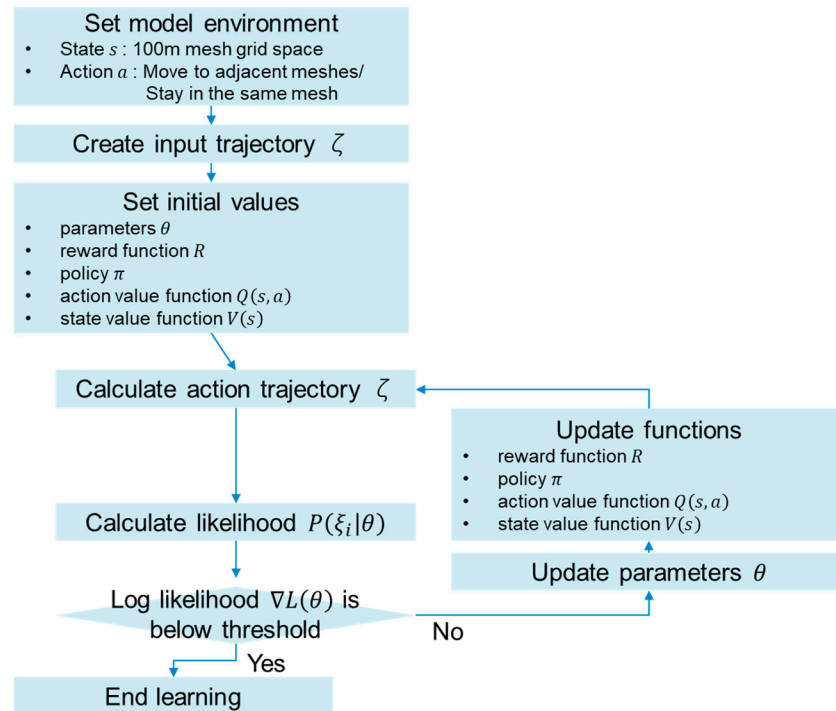 Set model environment
• State 𝑠 : 100m mesh grid space
• Action 𝑎 : Move to adjacent meshes/
Stay in the same mesh
Create input trajectory 𝜁
Set initial values
• parameters 𝜃
• reward function 𝑅
• policy 𝜋
• action value function 𝑄(𝑠, 𝑎)
• state value function 𝑉(𝑠)
Calculate action trajectory 𝜁
Calculate likelihood 𝑃(𝜉ᵢ|𝜃)
Log likelihood ∇𝐿(𝜃) is
below threshold
No
Yes
End learning
Update functions
• reward function 𝑅
• policy 𝜋
• action value function 𝑄(𝑠, 𝑎)
• state value function 𝑉(𝑠)
Update parameters 𝜃